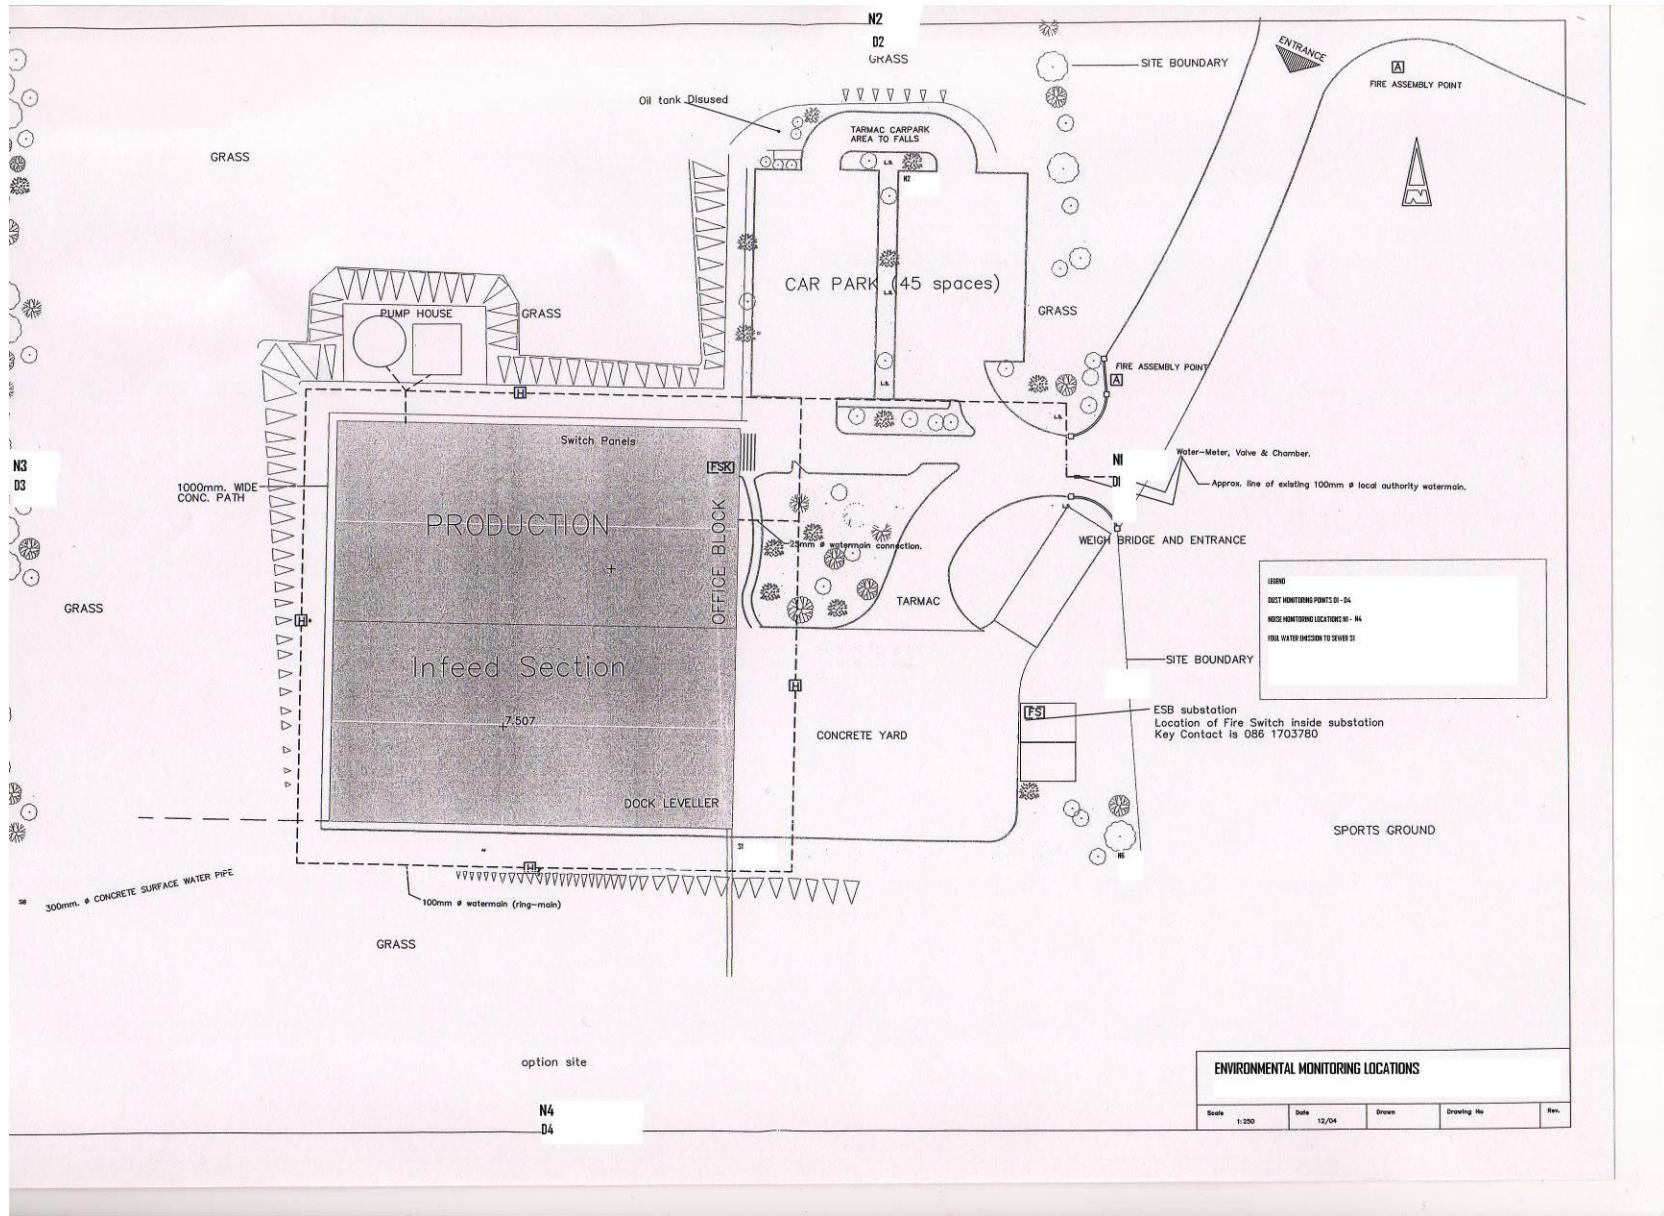 N2
D2
GRASS
SITE BOUNDARY
ENTRANCE
A
FIRE ASSEMBLY POINT
Oil tank Disused
TARMAC CARPARK
AREA TO FALLS
L.S.
N2
GRASS
N
CAR PARK (45 spaces)
L.S.
GRASS
PUMP HOUSE
GRASS
FIRE ASSEMBLY POINT
A
L.S.
H
L.S.
Switch Panels
FSK
N1
D1
Water-Meter, Valve & Chamber.
Approx. line of existing 100mm ø local authority watermain.
N3
D3
1000mm. WIDE
CONC. PATH
PRODUCTION
OFFICE BLOCK
25mm ø watermain connection.
WEIGH BRIDGE AND ENTRANCE
LEGEND
DUST MONITORING POINTS D1 - D4
NOISE MONITORING LOCATIONS N1 - N4
FOUL WATER EMISSION TO SEWER S1
GRASS
TARMAC
H
Infeed Section
SITE BOUNDARY
H
7.507
FS
ESB substation
Location of Fire Switch inside substation
Key Contact is 086 1703780
CONCRETE YARD
DOCK LEVELLER
SPORTS GROUND
S1
N5
H
300mm. ø CONCRETE SURFACE WATER PIPE
100mm ø watermain (ring-main)
GRASS
option site
N4
D4
ENVIRONMENTAL MONITORING LOCATIONS
Scale
1:250
Date
12/04
Drawn
Drawing No
Rev.